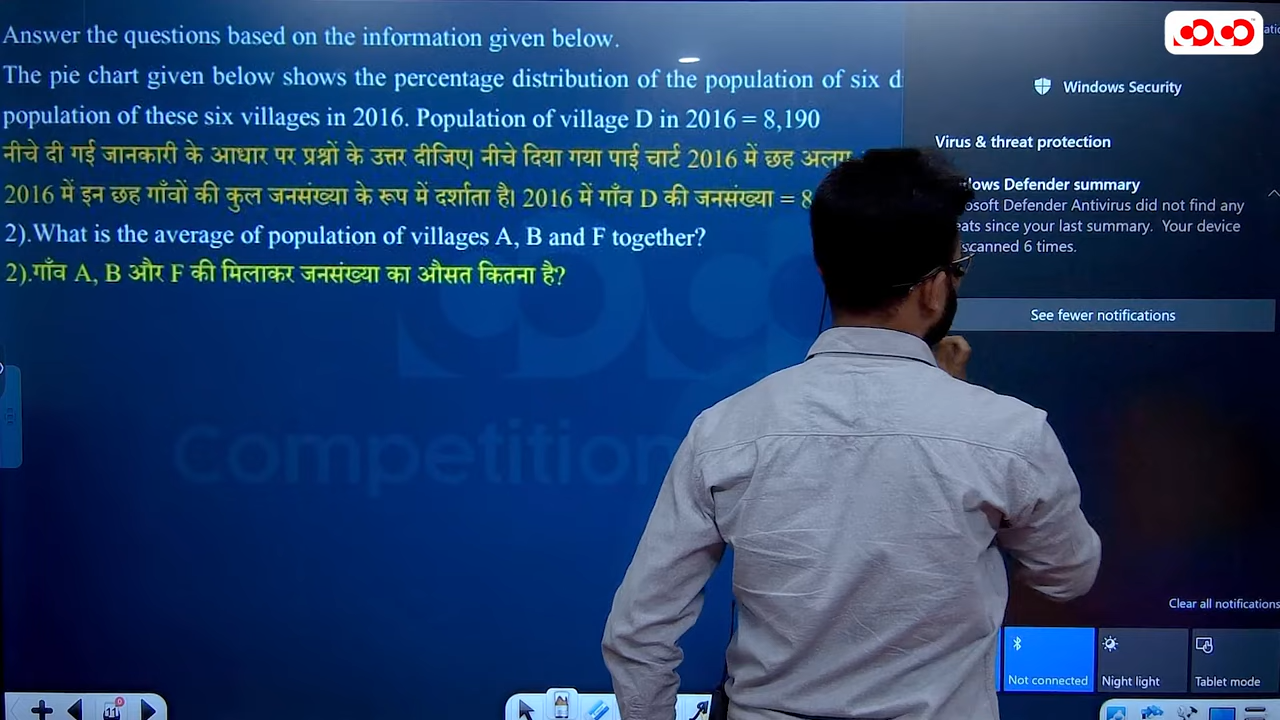 Answer the questions based on the information given below.
The pie chart given below shows the percentage distribution of the population of six
population of these six villages in 2016. Population of village D in 2016 = 8,190
नीचे दी गई जानकारी के आधार पर प्रश्नों के उत्तर दीजिए। नीचे दिया गया पाई चार्ट 2016 में छह
2016 में इन छह गाँवों की कुल जनसंख्या के रूप में दर्शाता है। 2016 में गाँव D की जनसंख्या =
2).What is the average of population of villages A, B and F together?
2).गाँव A, B और F की मिलाकर जनसंख्या का औसत कितना है?
Competition
Windows Security
Virus & threat protection
Defender summary
Defender Antivirus did not find any
since your last summary. Your device
scanned 6 times.
See fewer notifications
Clear all notifications
Not connected
Night light
Tablet mode